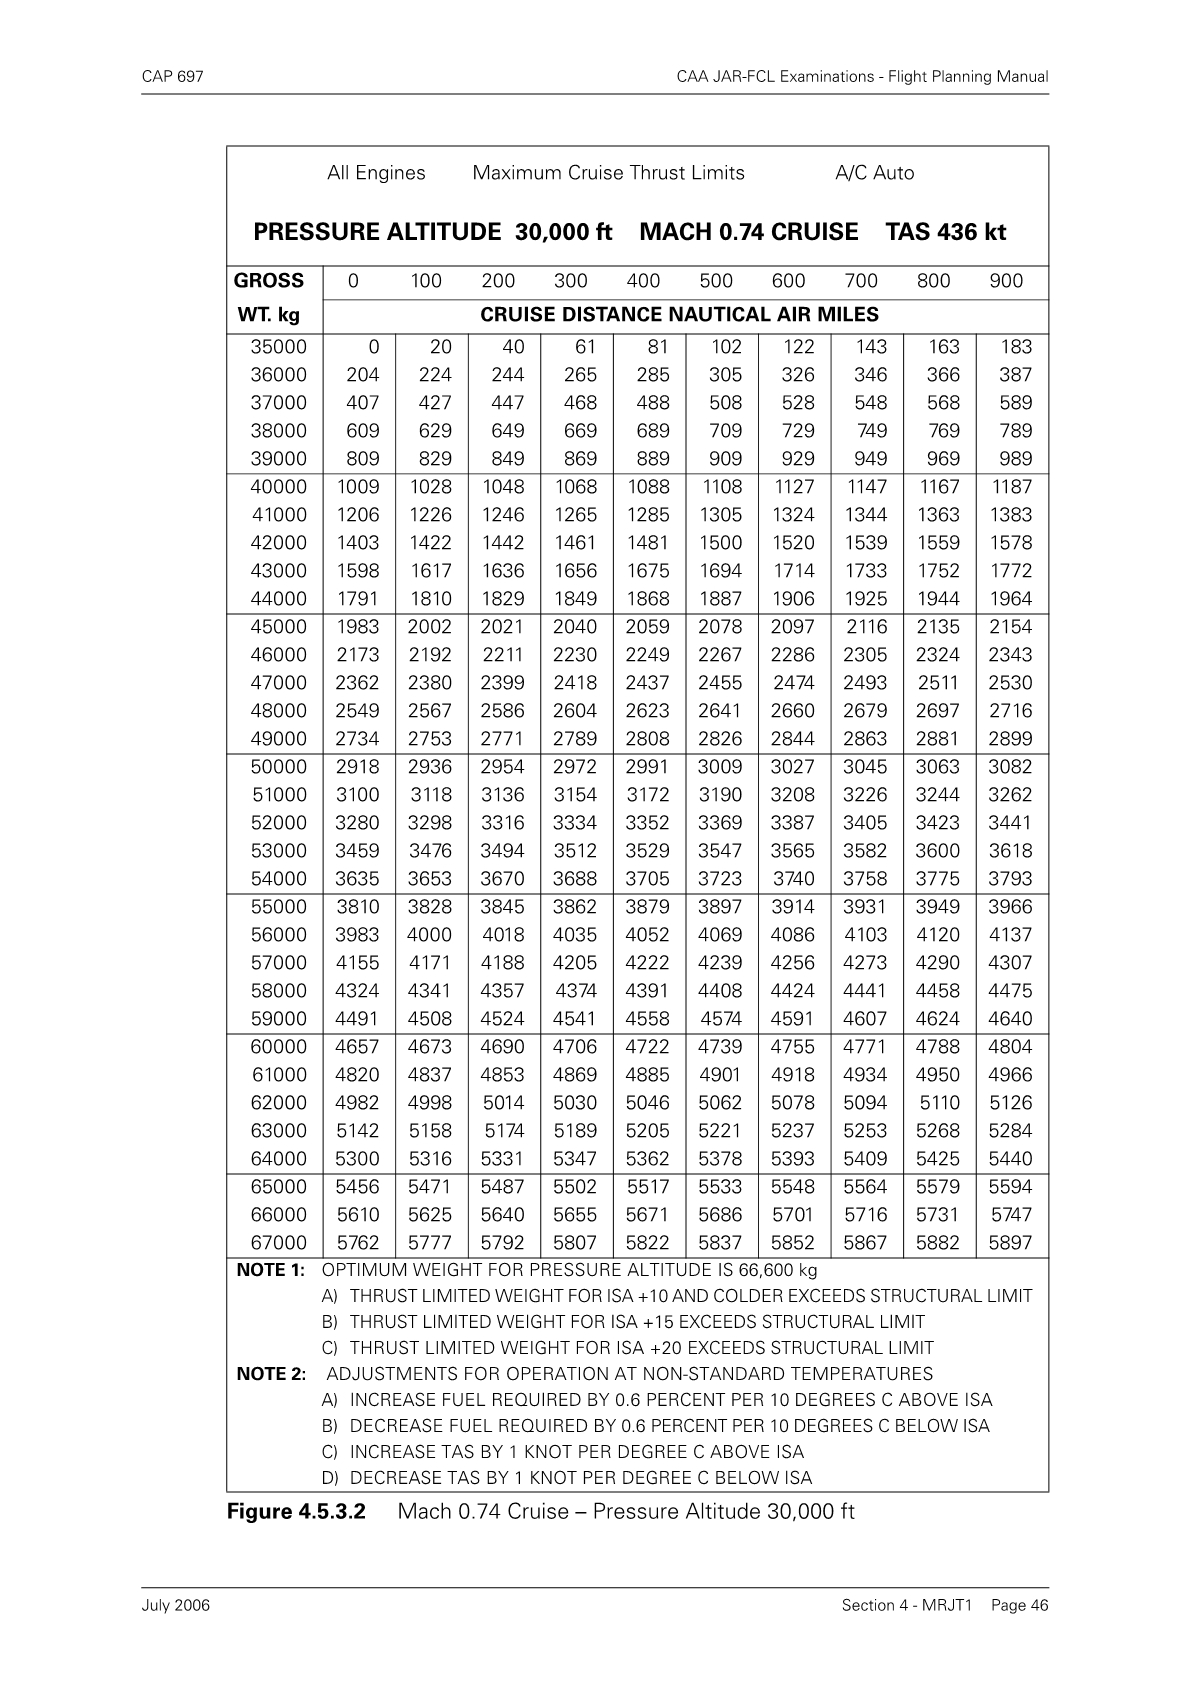 CAP 697 CAA JAR-FCL Examinations - Flight Planning Manual
All Engines Maximum Cruise Thrust Limits A/C Auto
PRESSURE ALTITUDE 30,000 ft MACH 0.74 CRUISE TAS 436 kt
GROSS 0 100 200 300 400 500 600 700 800 900
WT. kg CRUISE DISTANCE NAUTICAL AIR MILES
35000 0 20 40 61 81 102 122 143 163 183
36000 204 224 244 265 285 305 326 346 366 387
37000 407 427 447 468 488 508 528 548 568 589
38000 609 629 649 669 689 709 729 749 769 789
39000 809 829 849 869 889 909 929 949 969 989
40000 1009 1028 1048 1068 1088 1108 1127 1147 1167 1187
41000 1206 1226 1246 1265 1285 1305 1324 1344 1363 1383
42000 1403 1422 1442 1461 1481 1500 1520 1539 1559 1578
43000 1598 1617 1636 1656 1675 1694 1714 1733 1752 1772
44000 1791 1810 1829 1849 1868 1887 1906 1925 1944 1964
45000 1983 2002 2021 2040 2059 2078 2097 2116 2135 2154
46000 2173 2192 2211 2230 2249 2267 2286 2305 2324 2343
47000 2362 2380 2399 2418 2437 2455 2474 2493 2511 2530
48000 2549 2567 2586 2604 2623 2641 2660 2679 2697 2716
49000 2734 2753 2771 2789 2808 2826 2844 2863 2881 2899
50000 2918 2936 2954 2972 2991 3009 3027 3045 3063 3082
51000 3100 3118 3136 3154 3172 3190 3208 3226 3244 3262
52000 3280 3298 3316 3334 3352 3369 3387 3405 3423 3441
53000 3459 3476 3494 3512 3529 3547 3565 3582 3600 3618
54000 3635 3653 3670 3688 3705 3723 3740 3758 3775 3793
55000 3810 3828 3845 3862 3879 3897 3914 3931 3949 3966
56000 3983 4000 4018 4035 4052 4069 4086 4103 4120 4137
57000 4155 4171 4188 4205 4222 4239 4256 4273 4290 4307
58000 4324 4341 4357 4374 4391 4408 4424 4441 4458 4475
59000 4491 4508 4524 4541 4558 4574 4591 4607 4624 4640
60000 4657 4673 4690 4706 4722 4739 4755 4771 4788 4804
61000 4820 4837 4853 4869 4885 4901 4918 4934 4950 4966
62000 4982 4998 5014 5030 5046 5062 5078 5094 5110 5126
63000 5142 5158 5174 5189 5205 5221 5237 5253 5268 5284
64000 5300 5316 5331 5347 5362 5378 5393 5409 5425 5440
65000 5456 5471 5487 5502 5517 5533 5548 5564 5579 5594
66000 5610 5625 5640 5655 5671 5686 5701 5716 5731 5747
67000 5762 5777 5792 5807 5822 5837 5852 5867 5882 5897
NOTE 1: OPTIMUM WEIGHT FOR PRESSURE ALTITUDE IS 66,600 kg
A) THRUST LIMITED WEIGHT FOR ISA +10 AND COLDER EXCEEDS STRUCTURAL LIMIT
B) THRUST LIMITED WEIGHT FOR ISA +15 EXCEEDS STRUCTURAL LIMIT
C) THRUST LIMITED WEIGHT FOR ISA +20 EXCEEDS STRUCTURAL LIMIT
NOTE 2: ADJUSTMENTS FOR OPERATION AT NON-STANDARD TEMPERATURES
A) INCREASE FUEL REQUIRED BY 0.6 PERCENT PER 10 DEGREES C ABOVE ISA
B) DECREASE FUEL REQUIRED BY 0.6 PERCENT PER 10 DEGREES C BELOW ISA
C) INCREASE TAS BY 1 KNOT PER DEGREE C ABOVE ISA
D) DECREASE TAS BY 1 KNOT PER DEGREE C BELOW ISA
Figure 4.5.3.2 Mach 0.74 Cruise – Pressure Altitude 30,000 ft
July 2006 Section 4 - MRJT1 Page 46